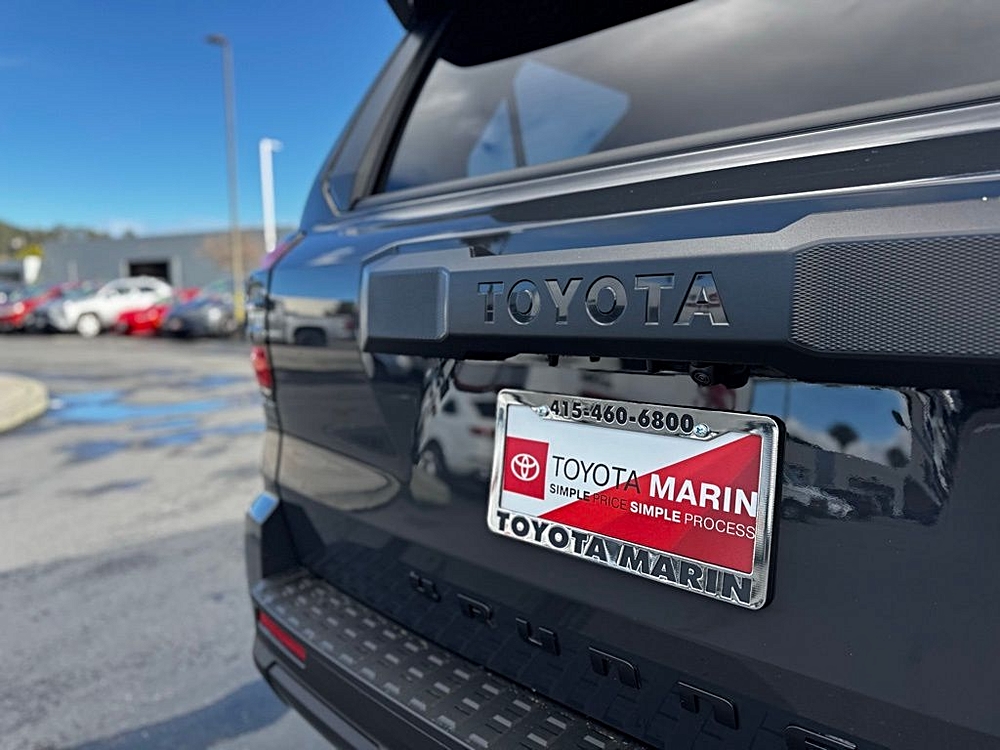 TOYOTA
415-460-6800
TOYOTA MARIN
SIMPLE PRICE SIMPLE PROCESS
TOYOTA MARIN